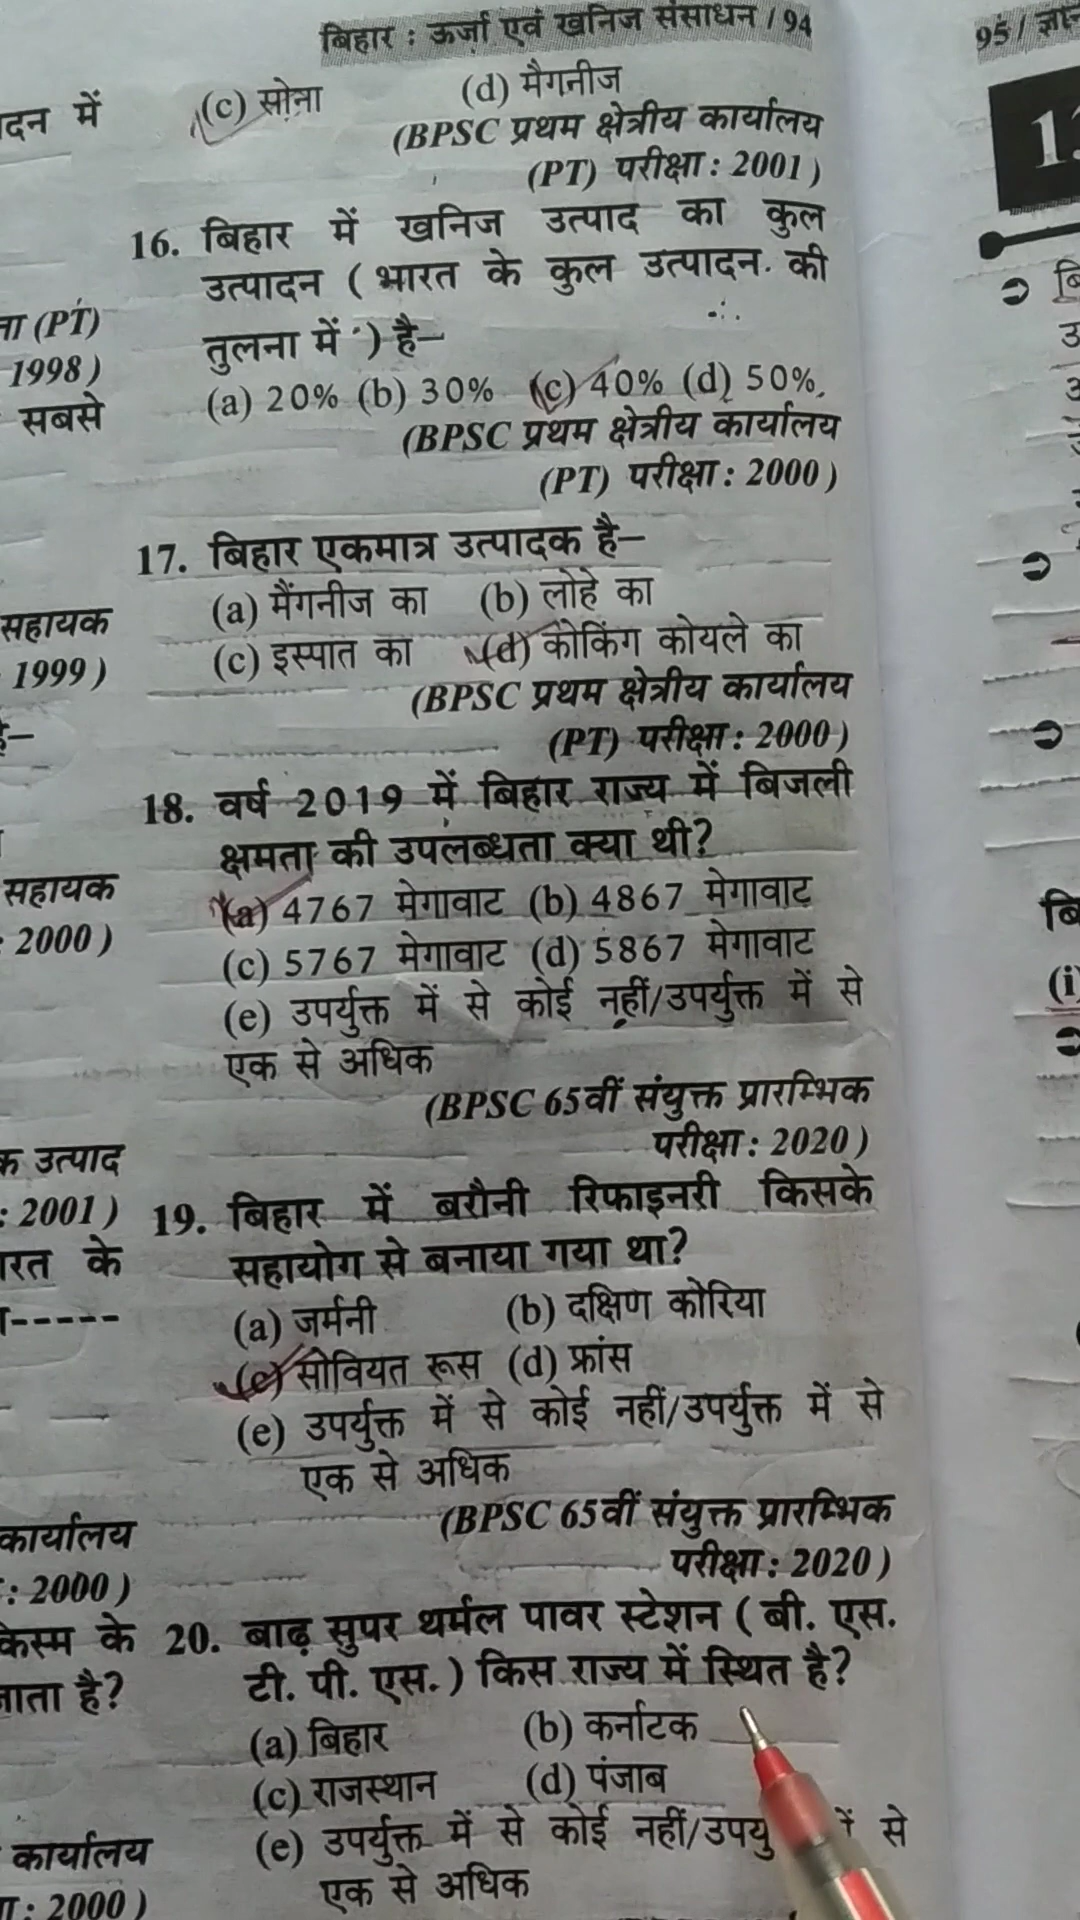 बिहार : ऊर्जा एवं खनिज संसाधन / 94
(c) सोना (d) मैगनीज
(BPSC प्रथम क्षेत्रीय कार्यालय
(PT) परीक्षा : 2001)
16. बिहार में खनिज उत्पाद का कुल
उत्पादन ( भारत के कुल उत्पादन की
तुलना में ) है–
(a) 20% (b) 30% (c) 40% (d) 50%
(BPSC प्रथम क्षेत्रीय कार्यालय
(PT) परीक्षा : 2000)
17. बिहार एकमात्र उत्पादक है–
(a) मैंगनीज का (b) लोहे का
(c) इस्पात का (d) कोकिंग कोयले का
(BPSC प्रथम क्षेत्रीय कार्यालय
(PT) परीक्षा : 2000)
18. वर्ष 2019 में बिहार राज्य में बिजली
क्षमता की उपलब्धता क्या थी?
(a) 4767 मेगावाट (b) 4867 मेगावाट
(c) 5767 मेगावाट (d) 5867 मेगावाट
(e) उपर्युक्त में से कोई नहीं/उपर्युक्त में से
एक से अधिक
(BPSC 65वीं संयुक्त प्रारम्भिक
परीक्षा : 2020)
19. बिहार में बरौनी रिफाइनरी किसके
सहायोग से बनाया गया था?
(a) जर्मनी (b) दक्षिण कोरिया
(c) सोवियत रूस (d) फ्रांस
(e) उपर्युक्त में से कोई नहीं/उपर्युक्त में से
एक से अधिक
(BPSC 65वीं संयुक्त प्रारम्भिक
परीक्षा : 2020)
20. बाढ़ सुपर थर्मल पावर स्टेशन ( बी. एस.
टी. पी. एस. ) किस राज्य में स्थित है?
(a) बिहार (b) कर्नाटक
(c) राजस्थान (d) पंजाब
(e) उपर्युक्त में से कोई नहीं/ से
एक से अधिक
में
(PT)
1998)
सबसे
सहायक
1999)
सहायक
: 2000)
उत्पाद
: 2001)
के
कार्यालय
: 2000)
के
है?
कार्यालय
: 2000)
95 /
(i)